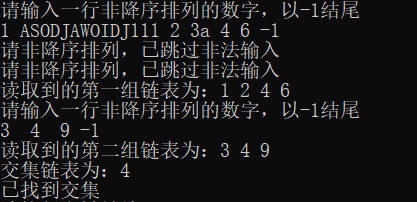 请输入一行非降序排列的数字，以-1结尾
1 ASODJAWOIDJ111 2 3a 4 6 -1
请非降序排列，已跳过非法输入
请非降序排列，已跳过非法输入
读取到的第一组链表为：1 2 4 6
请输入一行非降序排列的数字，以-1结尾
3  4  9 -1
读取到的第二组链表为：3 4 9
交集链表为：4
已找到交集